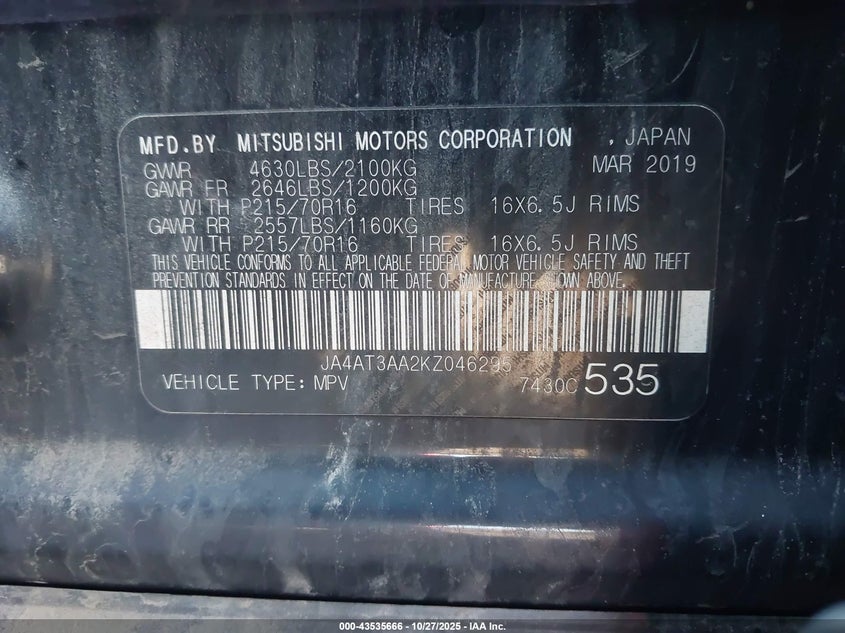 MFD.BY MITSUBISHI MOTORS CORPORATION , JAPAN
GVWR 4630LBS/2100KG MAR 2019
GAWR FR 2646LBS/1200KG
WITH P215/70R16 TIRES 16X6.5J RIMS
GAWR RR 2557LBS/1160KG
WITH P215/70R16 TIRES 16X6.5J RIMS
THIS VEHICLE CONFORMS TO ALL APPLICABLE FEDERAL MOTOR VEHICLE SAFETY AND THEFT
PREVENTION STANDARDS IN EFFECT ON THE DATE OF MANUFACTURE SHOWN ABOVE.
JA4AT3AA2KZ046295
VEHICLE TYPE: MPV 7430C 535
000-43535666 - 10/27/2025 - IAA Inc.